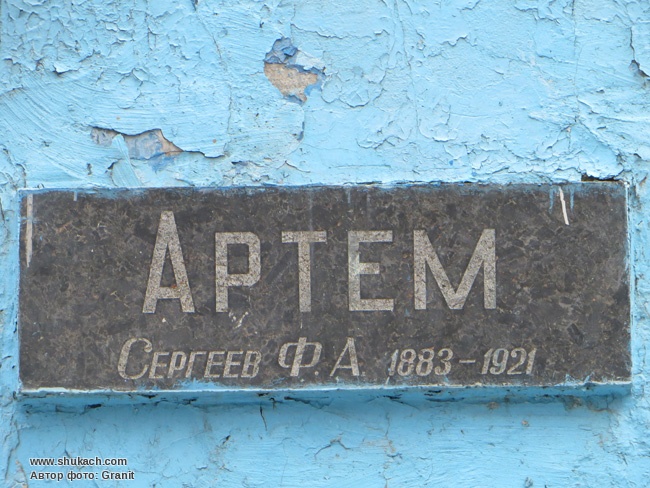 АРТЕМ
СЕРГЕЕВ Ф. А. 1883-1921
www.shukach.com
Автор фото: Granit